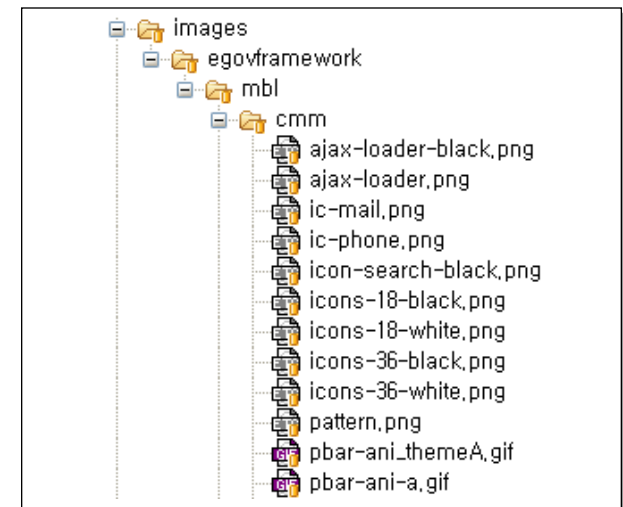 images
egovframework
mbl
cmm
ajax-loader-black.png
ajax-loader.png
ic-mail.png
ic-phone.png
icon-search-black.png
icons-18-black.png
icons-18-white.png
icons-36-black.png
icons-36-white.png
pattern.png
pbar-ani_themeA.gif
pbar-ani-a.gif